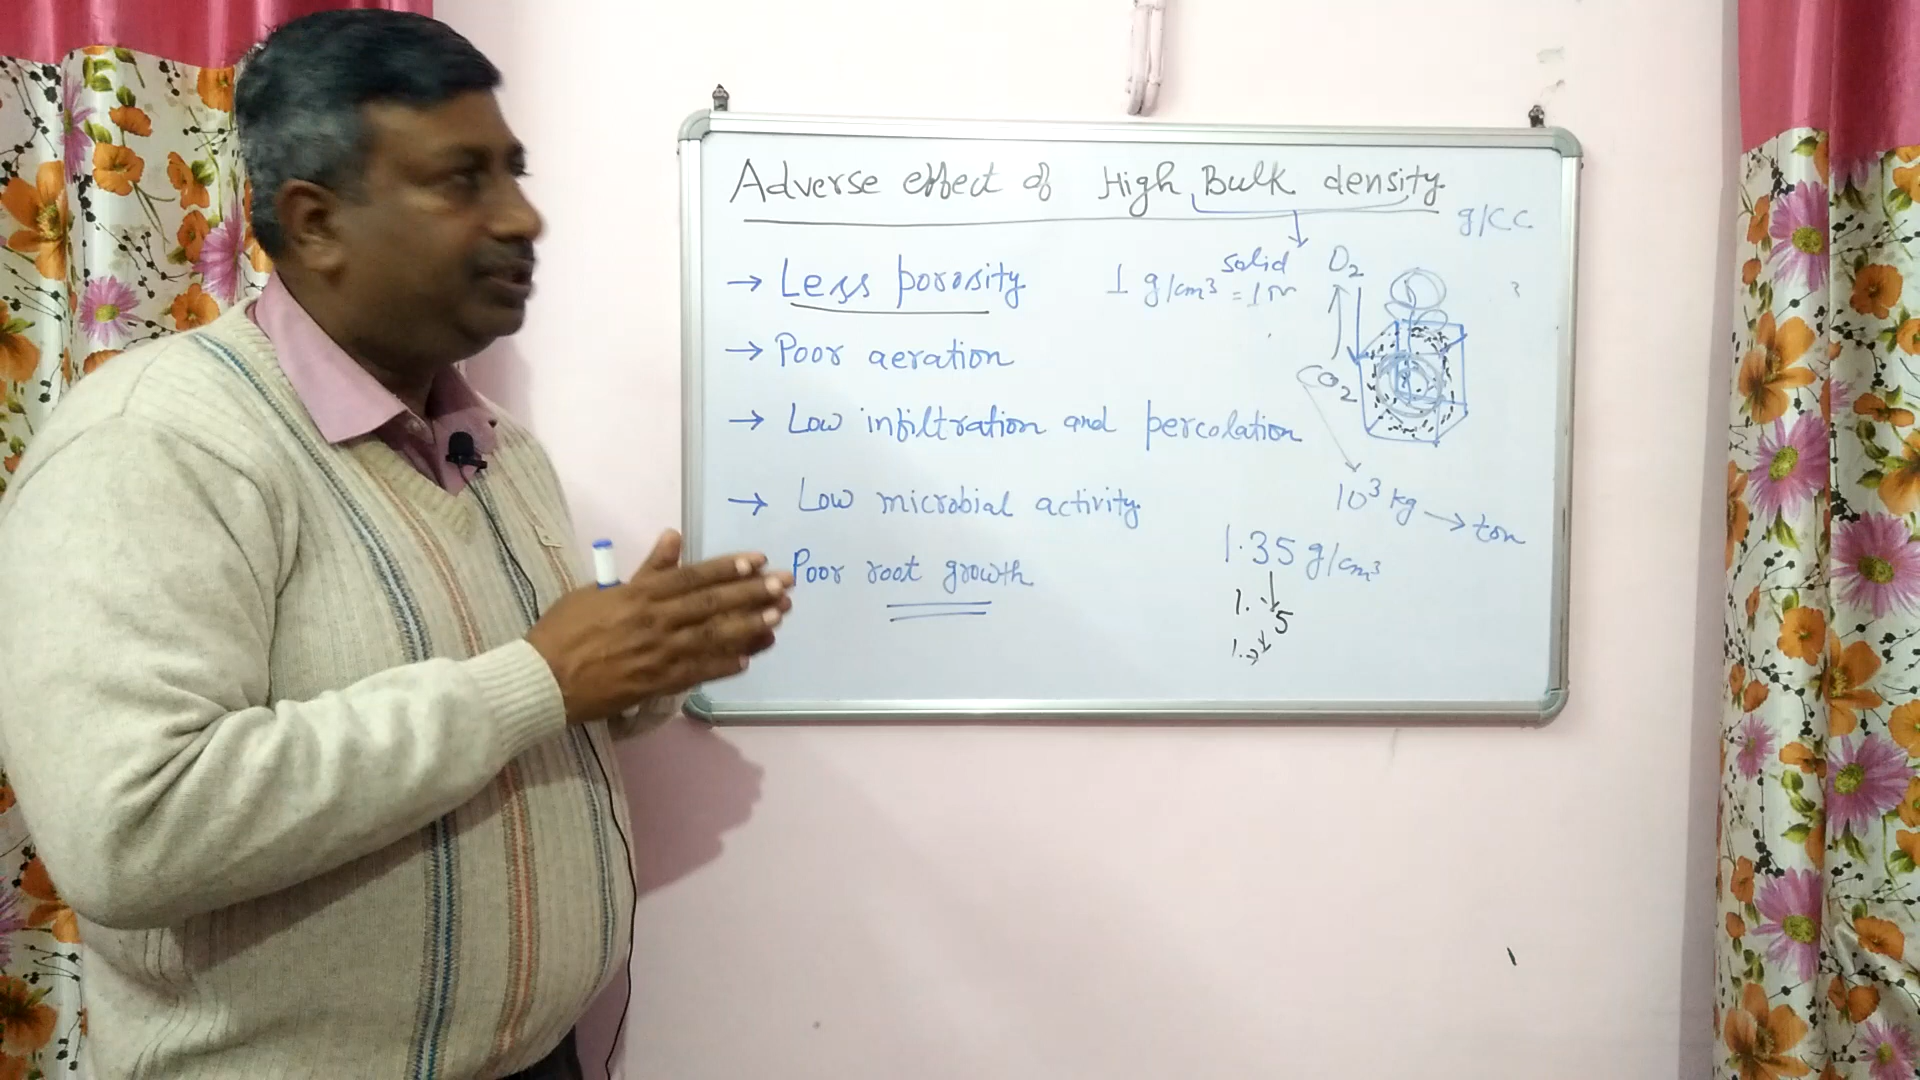 Adverse effect of High Bulk density
g/CC
→ Less porosity
1 g/cm³ = 1
solid
O₂
→ Poor aeration
CO₂
→ Low infiltration and percolation
→ Low microbial activity
10³ kg → ton
Poor root growth
1.35 g/cm³
1. 5